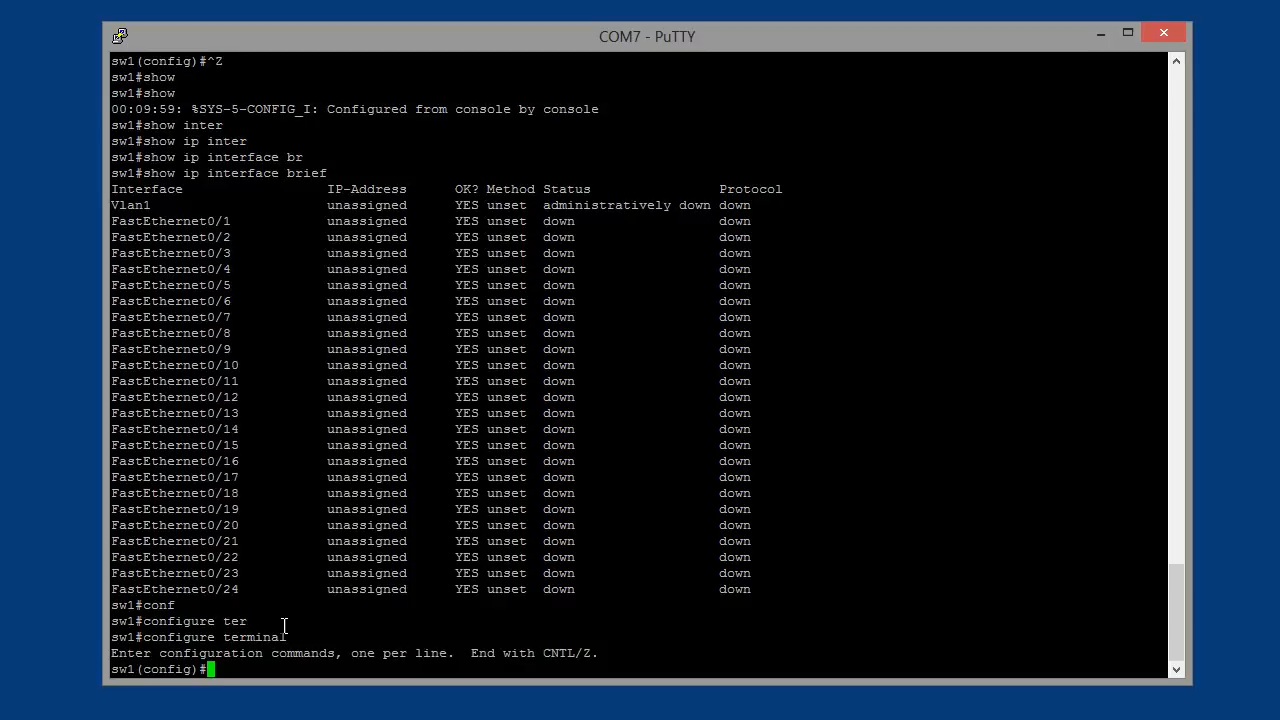 COM7 - PuTTY
sw1(config)#^Z
sw1#show
sw1#show
00:09:59: %SYS-5-CONFIG_I: Configured from console by console
sw1#show inter
sw1#show ip inter
sw1#show ip interface br
sw1#show ip interface brief
Interface IP-Address OK? Method Status Protocol
Vlan1 unassigned YES unset administratively down down
FastEthernet0/1 unassigned YES unset down down
FastEthernet0/2 unassigned YES unset down down
FastEthernet0/3 unassigned YES unset down down
FastEthernet0/4 unassigned YES unset down down
FastEthernet0/5 unassigned YES unset down down
FastEthernet0/6 unassigned YES unset down down
FastEthernet0/7 unassigned YES unset down down
FastEthernet0/8 unassigned YES unset down down
FastEthernet0/9 unassigned YES unset down down
FastEthernet0/10 unassigned YES unset down down
FastEthernet0/11 unassigned YES unset down down
FastEthernet0/12 unassigned YES unset down down
FastEthernet0/13 unassigned YES unset down down
FastEthernet0/14 unassigned YES unset down down
FastEthernet0/15 unassigned YES unset down down
FastEthernet0/16 unassigned YES unset down down
FastEthernet0/17 unassigned YES unset down down
FastEthernet0/18 unassigned YES unset down down
FastEthernet0/19 unassigned YES unset down down
FastEthernet0/20 unassigned YES unset down down
FastEthernet0/21 unassigned YES unset down down
FastEthernet0/22 unassigned YES unset down down
FastEthernet0/23 unassigned YES unset down down
FastEthernet0/24 unassigned YES unset down down
sw1#conf
sw1#configure ter
sw1#configure terminal
Enter configuration commands, one per line.  End with CNTL/Z.
sw1(config)#